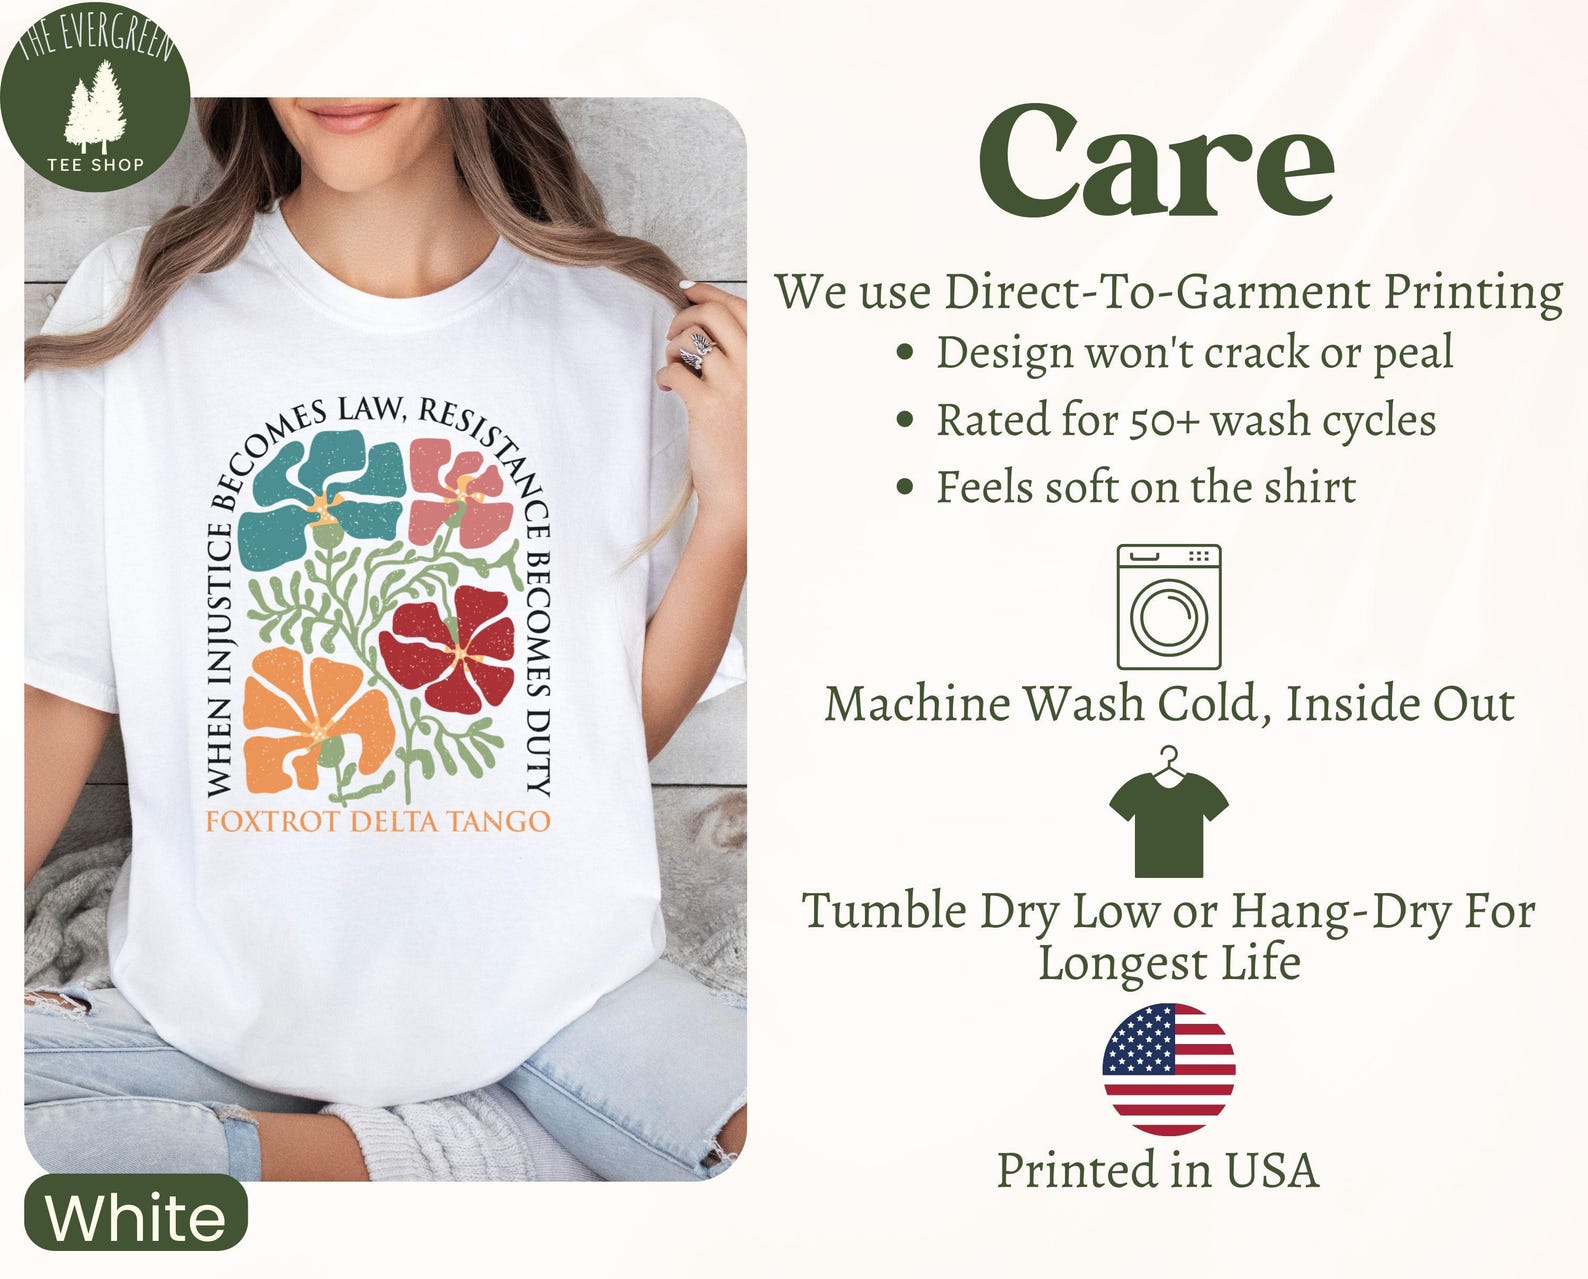 THE EVERGREEN
TEE SHOP
WHEN INJUSTICE BECOMES LAW, RESISTANCE BECOMES DUTY
FOXTROT DELTA TANGO
White
Care
We use Direct-To-Garment Printing
• Design won't crack or peal
• Rated for 50+ wash cycles
• Feels soft on the shirt
Machine Wash Cold, Inside Out
Tumble Dry Low or Hang-Dry For
Longest Life
Printed in USA